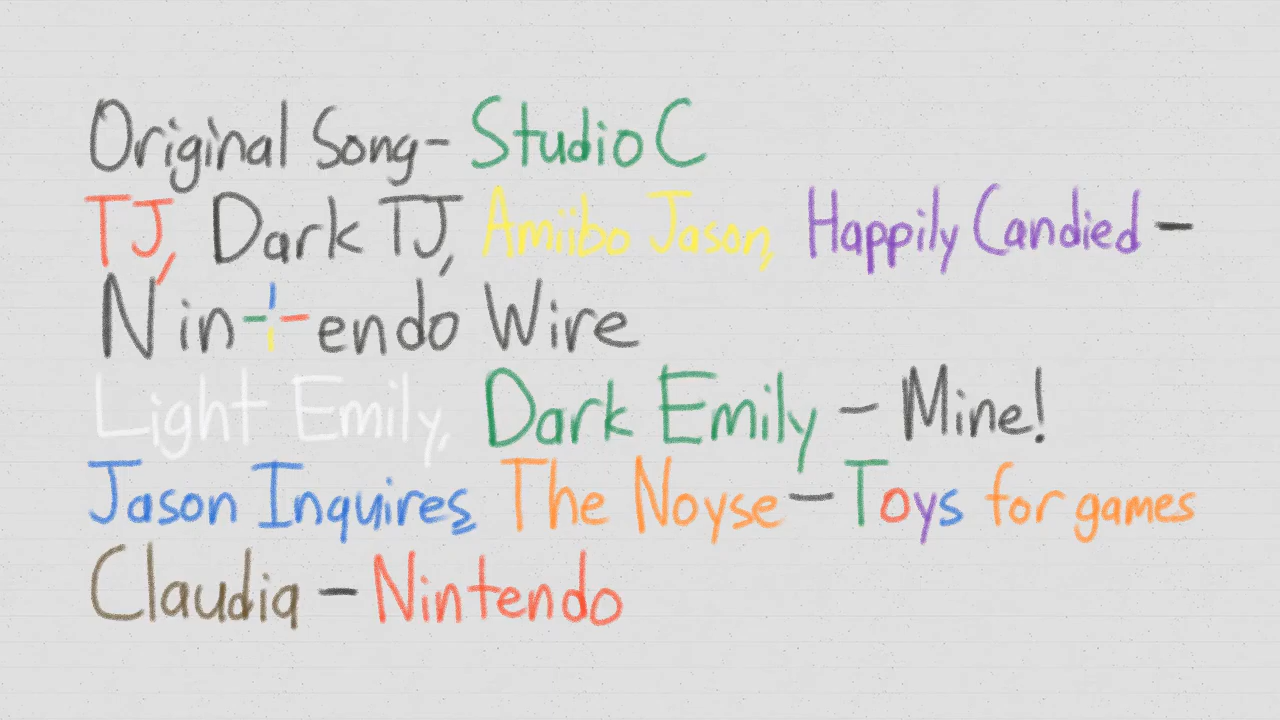 Original Song- Studio C
TJ, Dark TJ, Amiibo Jason, Happily Candied -
Nintendo Wire
Light Emily, Dark Emily - Mine!
Jason Inquires, The Noyse - Toys for games
Claudia - Nintendo